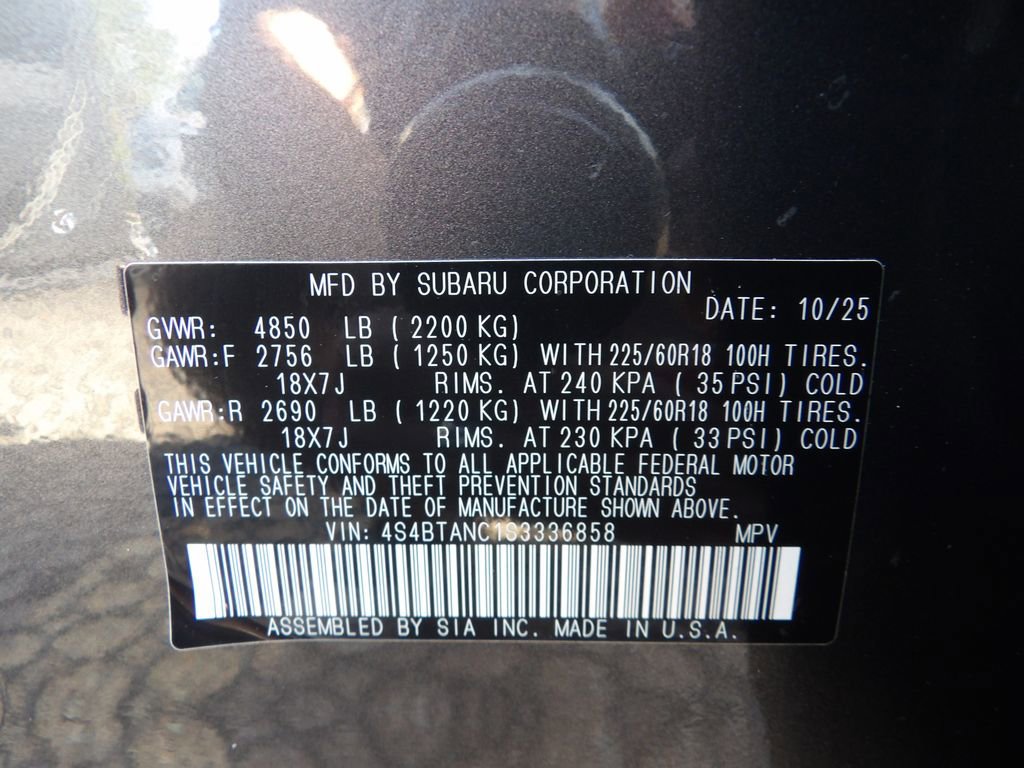 MFD BY SUBARU CORPORATION
DATE: 10/25
GVWR: 4850 LB ( 2200 KG)
GAWR:F 2756 LB ( 1250 KG) WITH 225/60R18 100H TIRES.
18X7J RIMS. AT 240 KPA ( 35 PSI) COLD
GAWR:R 2690 LB ( 1220 KG) WITH 225/60R18 100H TIRES.
18X7J RIMS. AT 230 KPA ( 33 PSI) COLD
THIS VEHICLE CONFORMS TO ALL APPLICABLE FEDERAL MOTOR
VEHICLE SAFETY AND THEFT PREVENTION STANDARDS
IN EFFECT ON THE DATE OF MANUFACTURE SHOWN ABOVE.
VIN: 4S4BTANC1S3336858 MPV
ASSEMBLED BY SIA INC. MADE IN U.S.A.